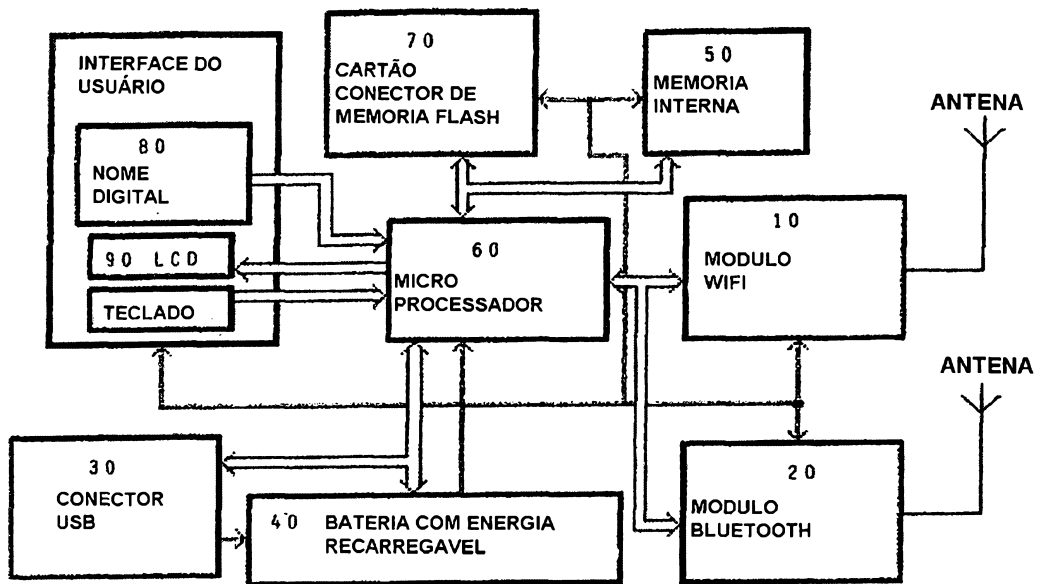 INTERFACE DO
USUÁRIO
80
NOME
DIGITAL
90 LCD
TECLADO
70
CARTÃO
CONECTOR DE
MEMORIA FLASH
50
MEMORIA
INTERNA
ANTENA
60
MICRO
PROCESSADOR
10
MODULO
WIFI
ANTENA
30
CONECTOR
USB
40 BATERIA COM ENERGIA
RECARREGAVEL
20
MODULO
BLUETOOTH